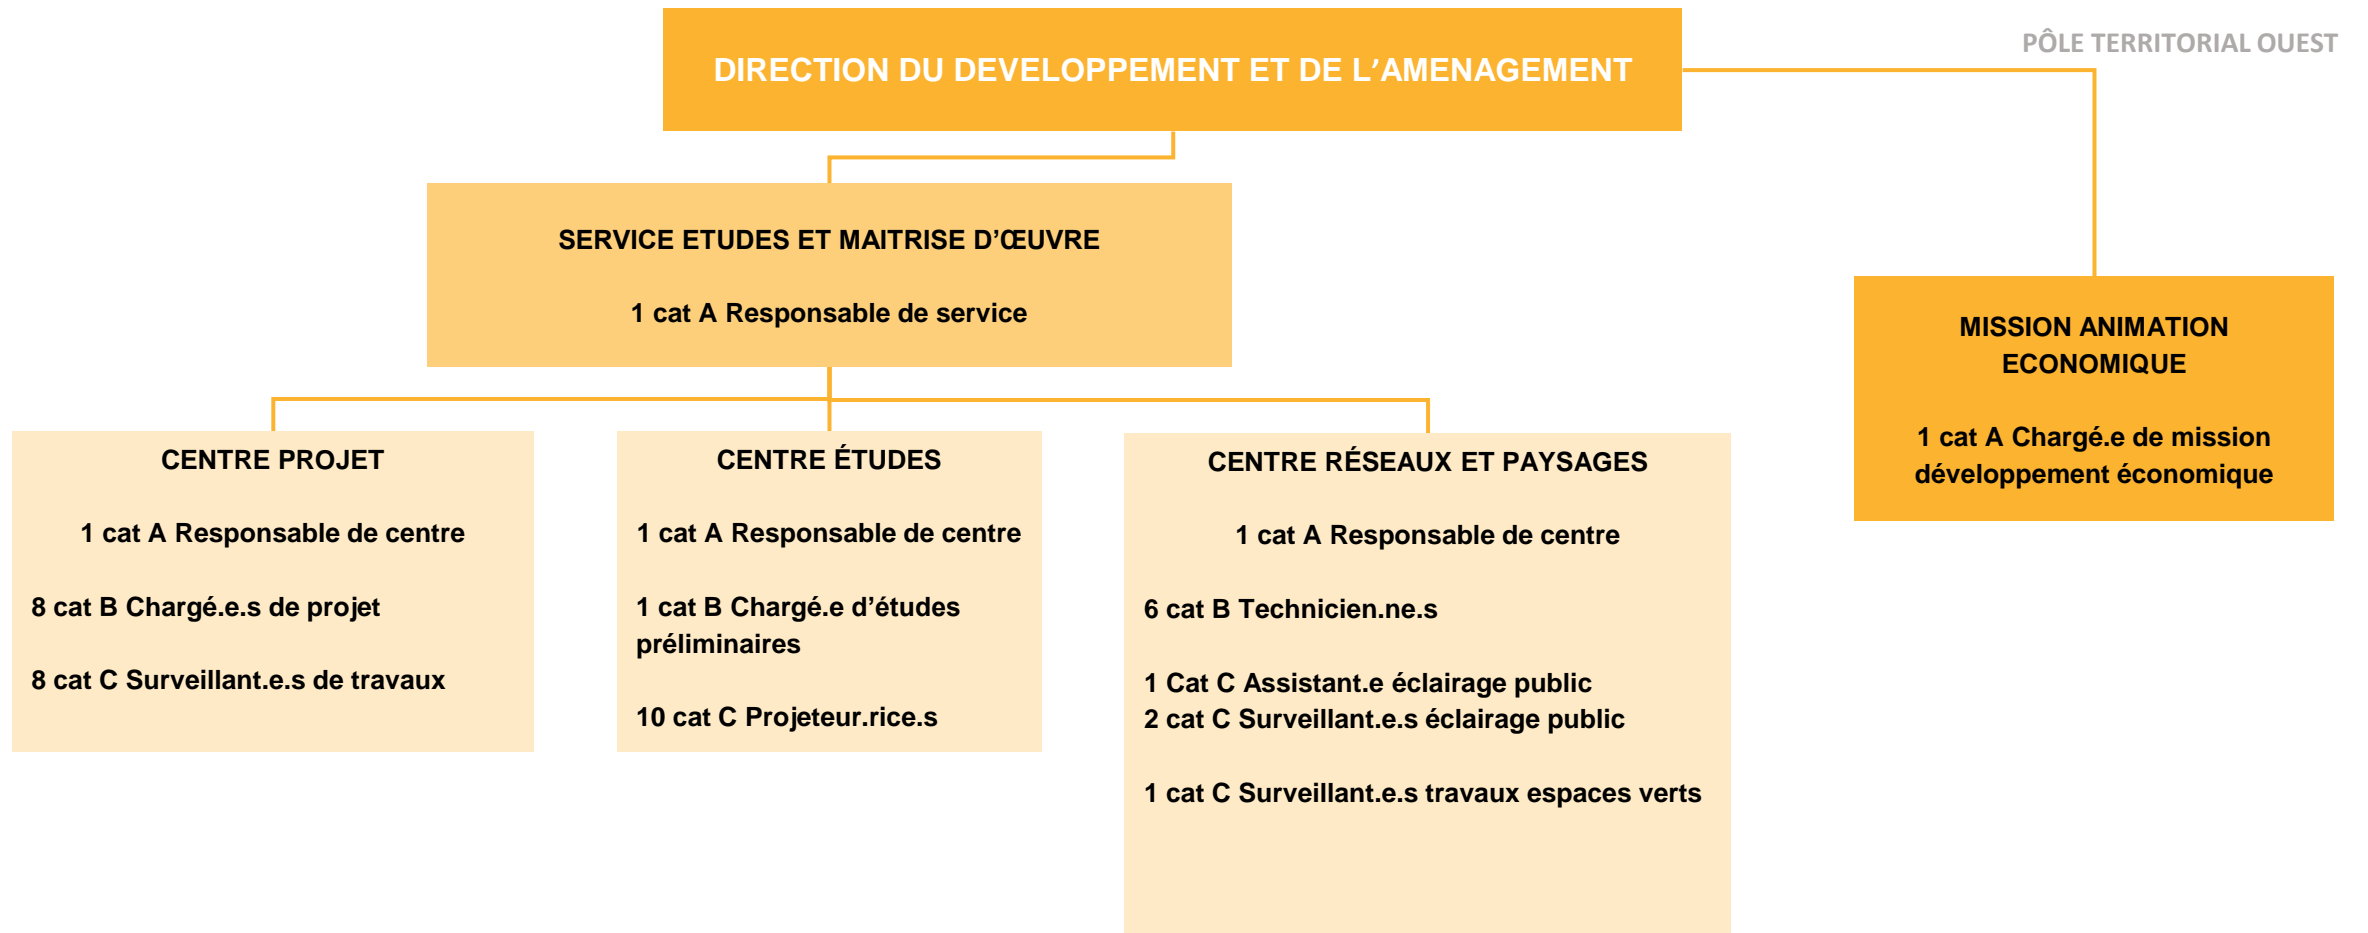 PÔLE TERRITORIAL OUEST
DIRECTION DU DEVELOPPEMENT ET DE L’AMENAGEMENT
SERVICE ETUDES ET MAITRISE D’ŒUVRE
1 cat A Responsable de service
MISSION ANIMATION
ECONOMIQUE
1 cat A Chargé.e de mission
développement économique
CENTRE PROJET
1 cat A Responsable de centre
8 cat B Chargé.e.s de projet
8 cat C Surveillant.e.s de travaux
CENTRE ÉTUDES
1 cat A Responsable de centre
1 cat B Chargé.e d’études
préliminaires
10 cat C Projeteur.rice.s
CENTRE RÉSEAUX ET PAYSAGES
1 cat A Responsable de centre
6 cat B Technicien.ne.s
1 Cat C Assistant.e éclairage public
2 cat C Surveillant.e.s éclairage public
1 cat C Surveillant.e.s travaux espaces verts